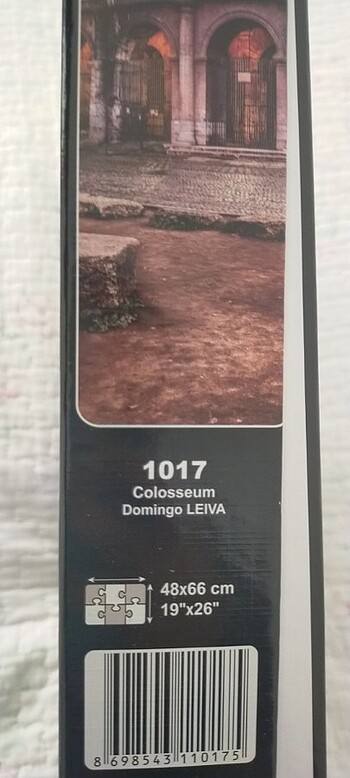 1017
Colosseum
Domingo LEIVA
48x66 cm
19"x26"
8 698543 110175